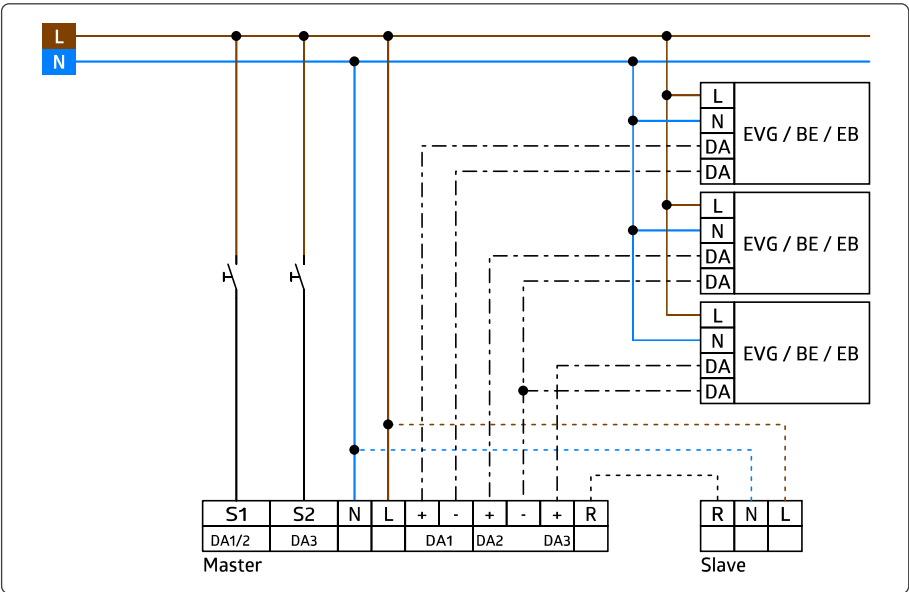 L
N
L
N
DA
DA
EVG / BE / EB
L
N
DA
DA
EVG / BE / EB
L
N
DA
DA
EVG / BE / EB
S1 S2 N L + - + - + R
DA1/2 DA3 DA1 DA2 DA3
Master
R N L
Slave